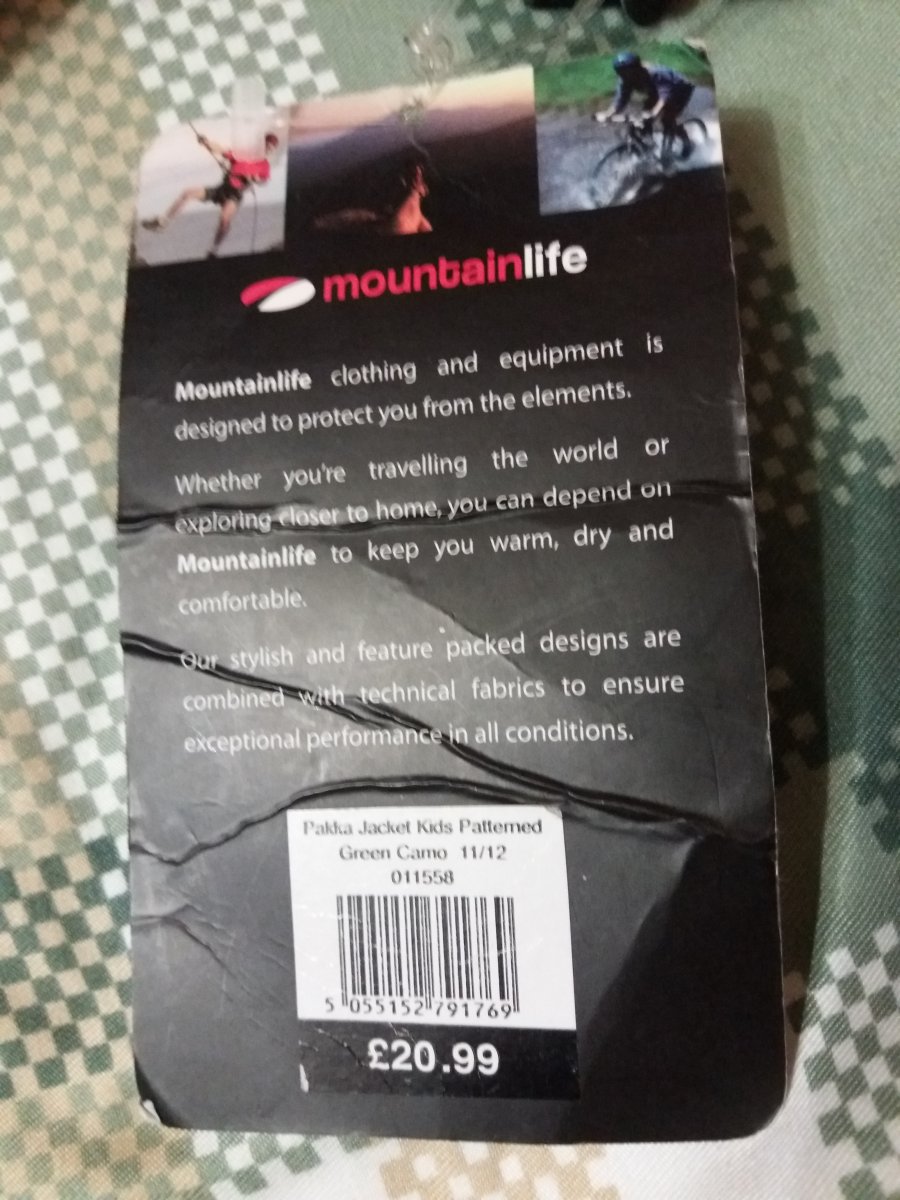 mountainlife
Mountainlife clothing and equipment is
designed to protect you from the elements.
Whether you're travelling the world or
exploring closer to home, you can depend on
Mountainlife to keep you warm, dry and
comfortable.
Our stylish and feature packed designs are
combined with technical fabrics to ensure
exceptional performance in all conditions.
Pakka Jacket Kids Patterned
Green Camo 11/12
011558
5 055152 791769
£20.99